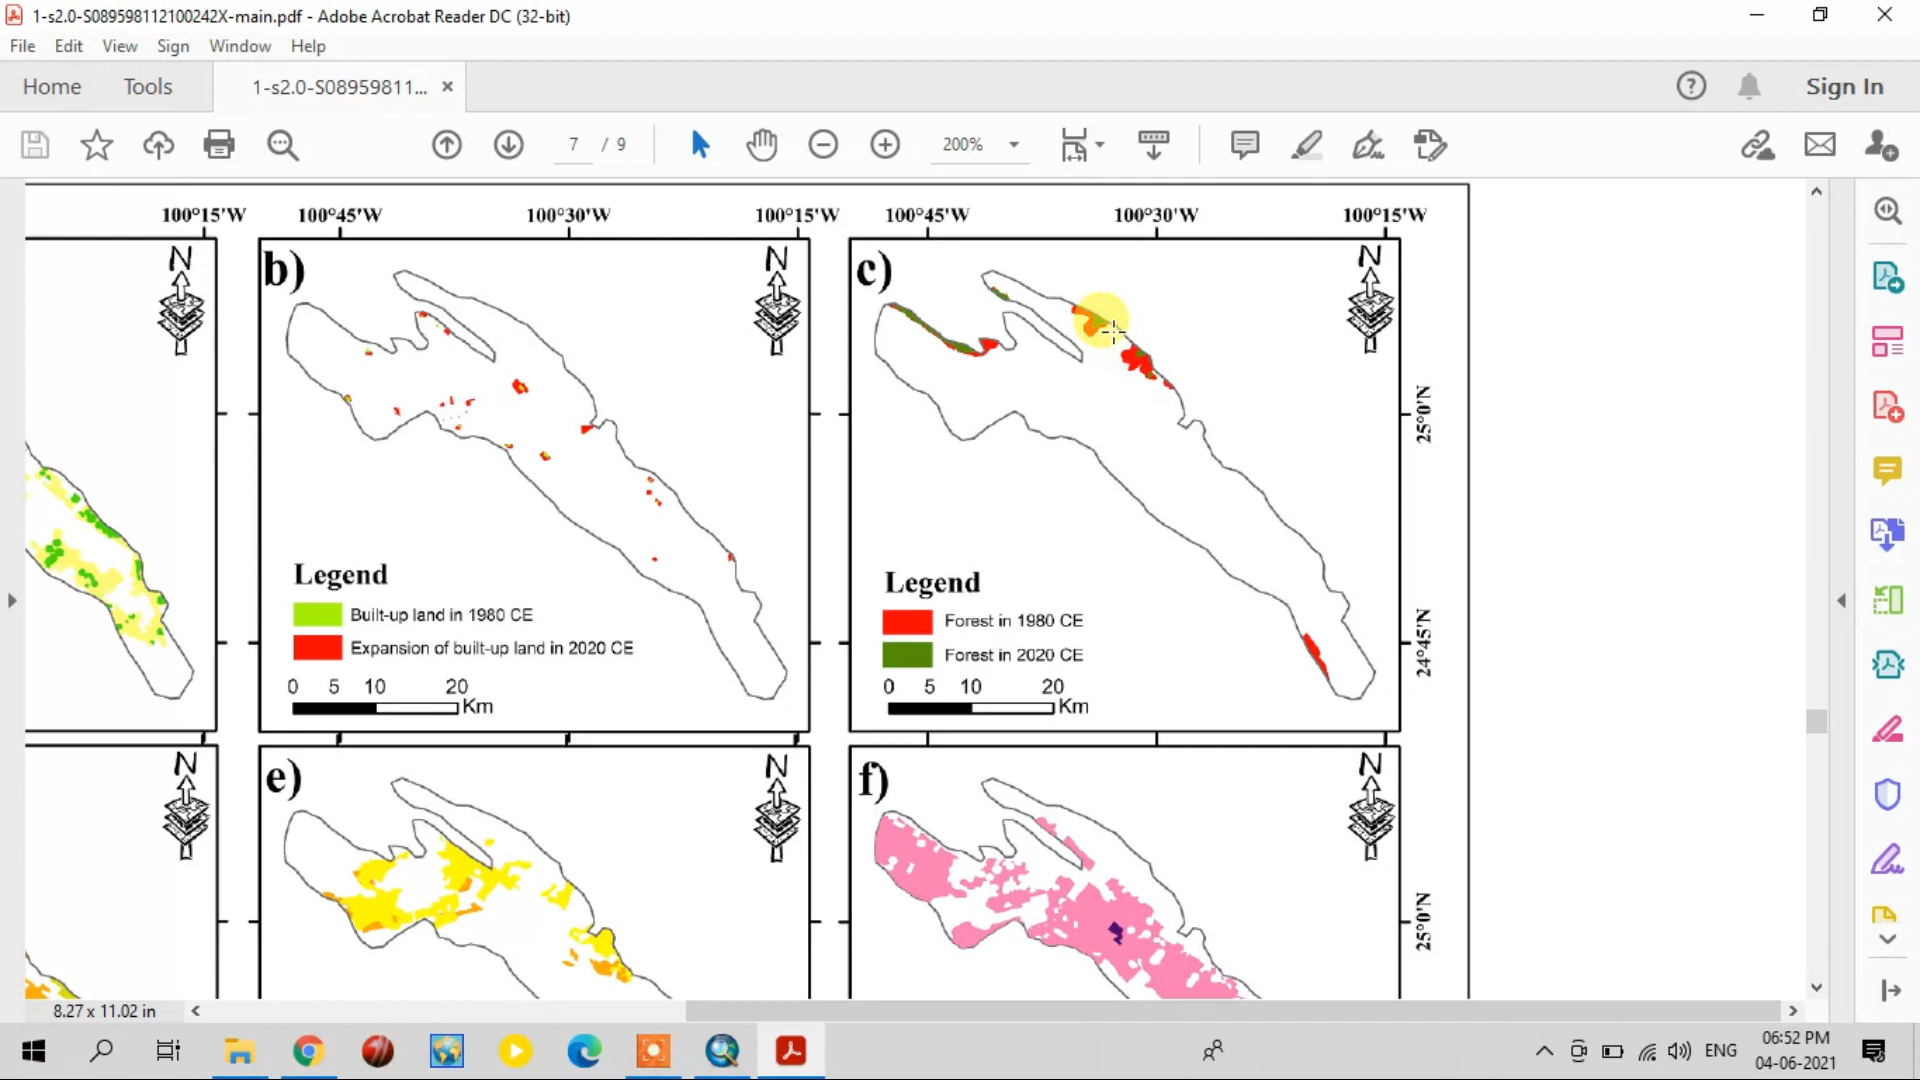 1-s2.0-S089598112100242X-main.pdf - Adobe Acrobat Reader DC (32-bit)
File Edit View Sign Window Help
Home Tools 1-s2.0-S08959811... × Sign In
7 / 9 200%
100°15'W 100°45'W 100°30'W 100°15'W 100°45'W 100°30'W 100°15'W
N
b) N
c) N
25°0'N
Legend
Built-up land in 1980 CE
Expansion of built-up land in 2020 CE
0 5 10 20
Km
Legend
Forest in 1980 CE
Forest in 2020 CE
0 5 10 20
Km
24°45'N
N
e) N
f) N
25°0'N
8.27 x 11.02 in
ENG
06:52 PM
04-06-2021